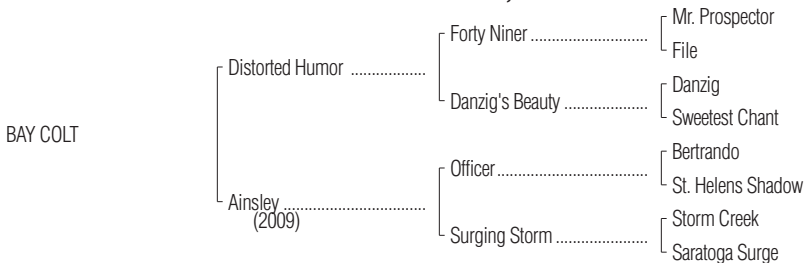 Mr. Prospector
Forty Niner ......................
File
Distorted Humor ..................
Danzig
Danzig's Beauty ....................
Sweetest Chant
BAY COLT
Bertrando
Officer....................................
St. Helens Shadow
Ainsley ..................................
(2009)
Storm Creek
Surging Storm ......................
Saratoga Surge